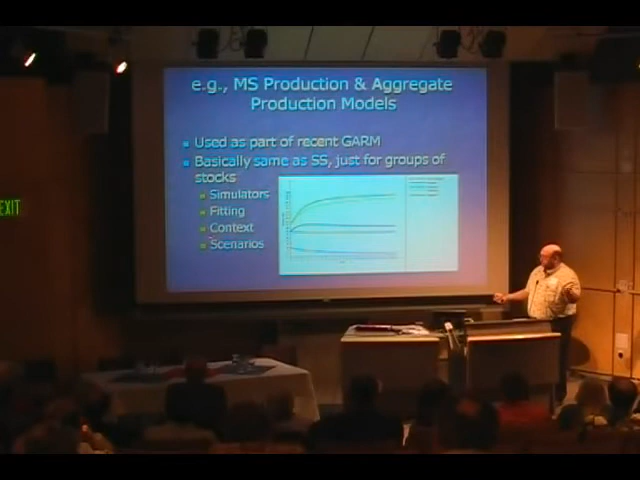 e.g., MS Production & Aggregate
Production Models
Used as part of recent GARM
Basically same as SS, just for groups of
stocks
Simulators
Fitting
Context
Scenarios
EXIT